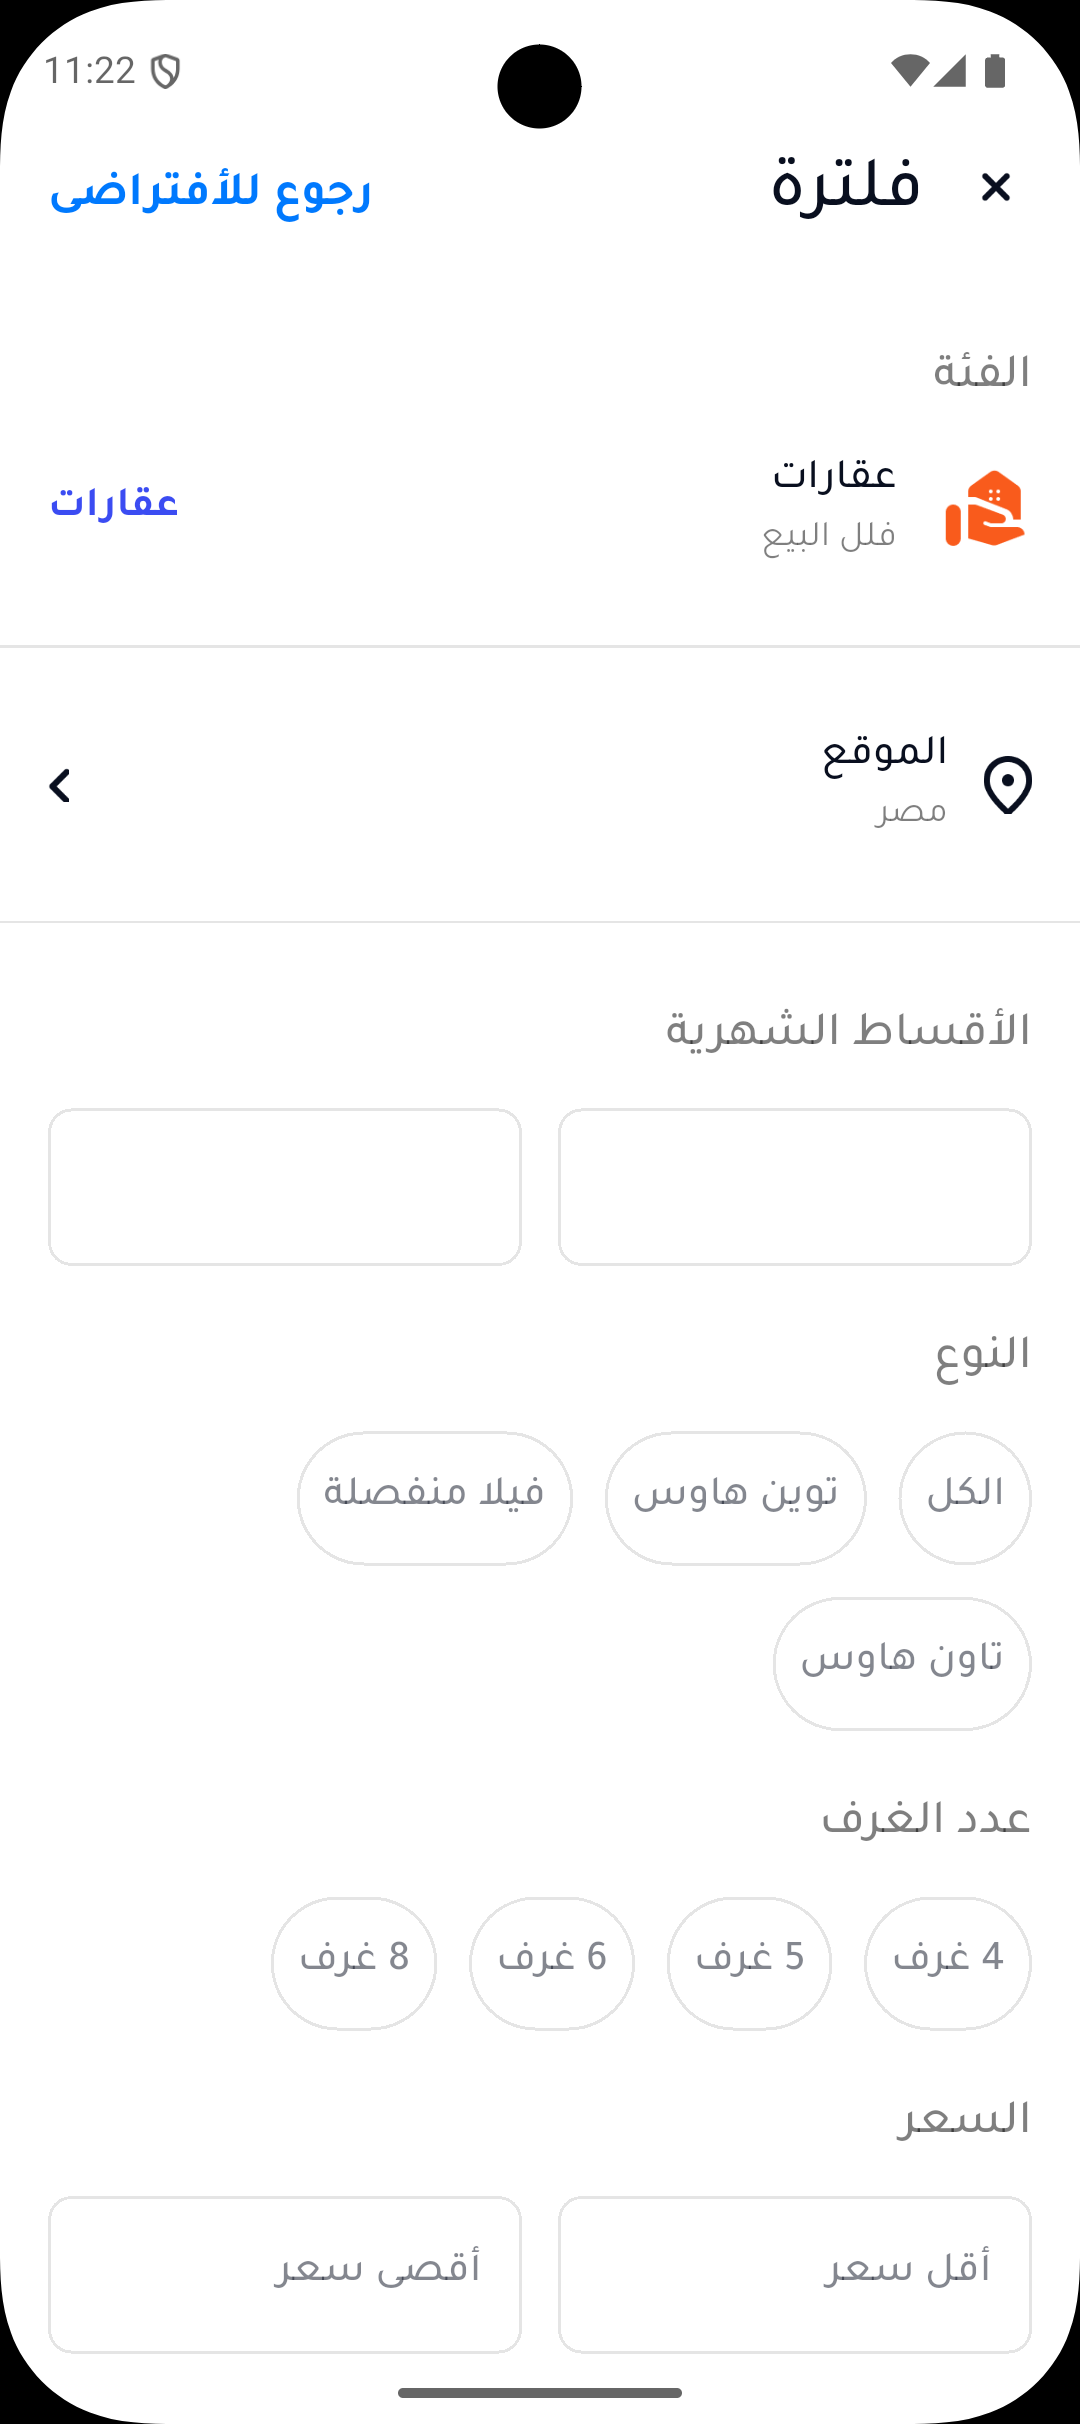 11:22
فلترة
رجوع للأفتراضى
الفئة
عقارات
فلل البيع
عقارات
الموقع
مصر
الأقساط الشهرية
النوع
الكل
توين هاوس
فيلا منفصلة
تاون هاوس
عدد الغرف
4 غرف
5 غرف
6 غرف
8 غرف
السعر
أقل سعر
أقصى سعر